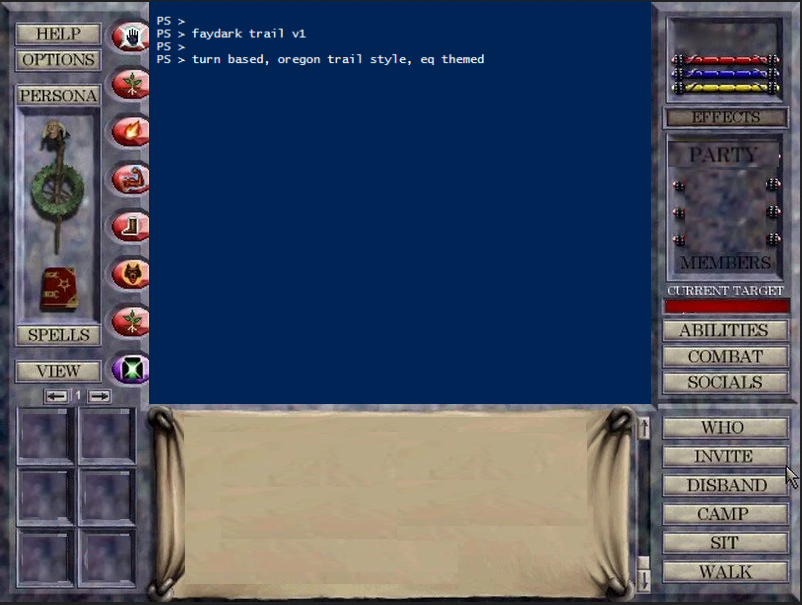 PS >
PS > faydark trail v1
PS >
PS > turn based, oregon trail style, eq themed
HELP
OPTIONS
PERSONA
SPELLS
VIEW
1
EFFECTS
PARTY
MEMBERS
CURRENT TARGET
ABILITIES
COMBAT
SOCIALS
WHO
INVITE
DISBAND
CAMP
SIT
WALK